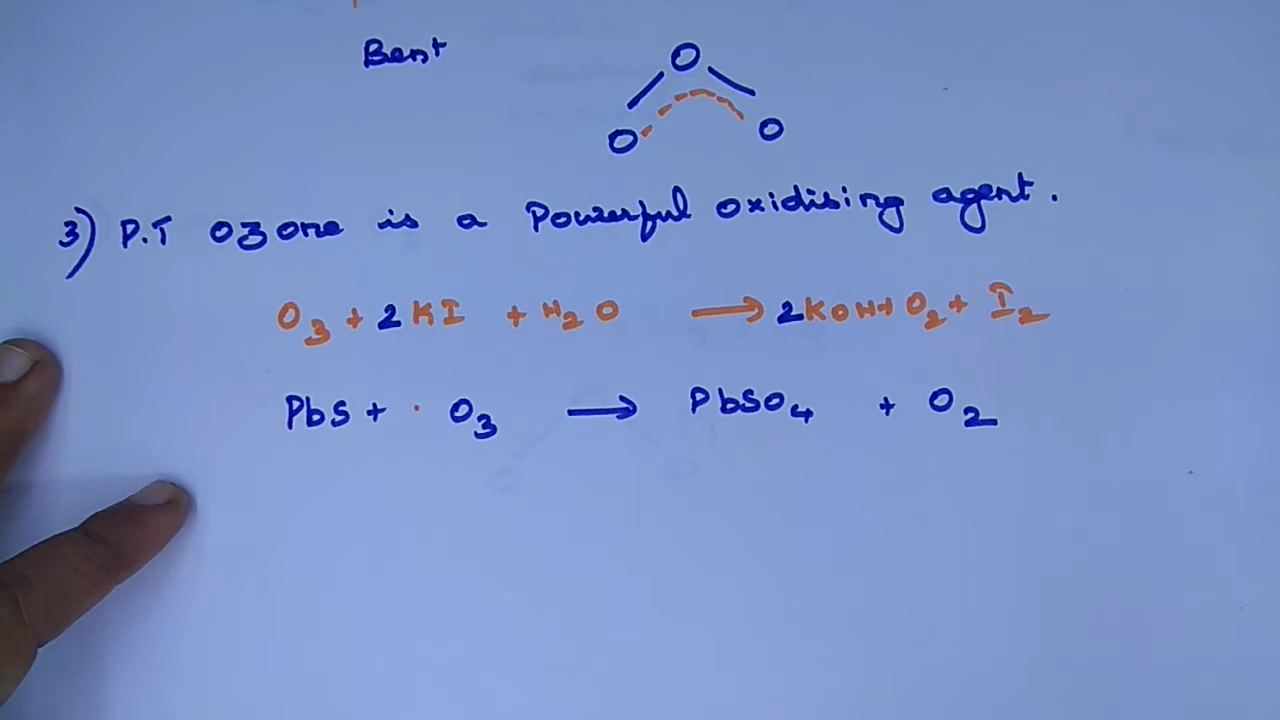 Bent
O
O O
3) P.T ozone is a Powerful oxidising agent.
O3 + 2KI + H2O → 2KOH + O2 + I2
PbS + O3 → PbSO4 + O2